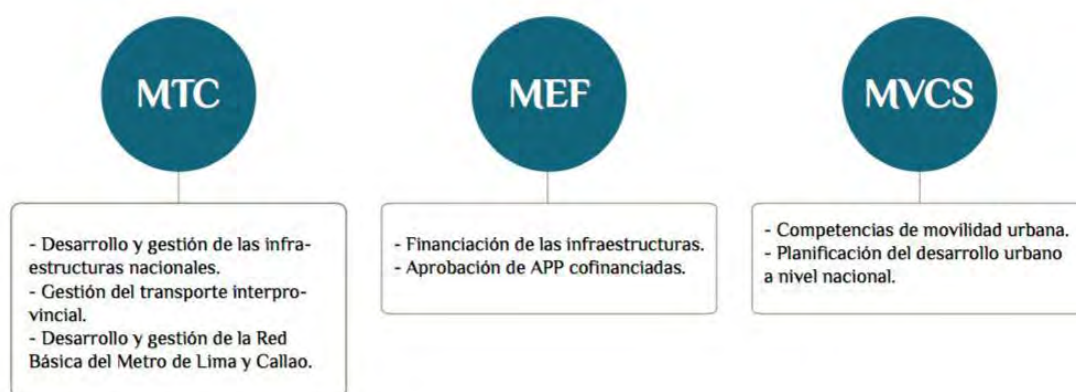 MTC
- Desarrollo y gestión de las infra-
estructuras nacionales.
- Gestión del transporte interpro-
vincial.
- Desarrollo y gestión de la Red
Básica del Metro de Lima y Callao.
MEF
- Financiación de las infraestructuras.
- Aprobación de APP cofinanciadas.
MVCS
- Competencias de movilidad urbana.
- Planificación del desarrollo urbano
a nivel nacional.